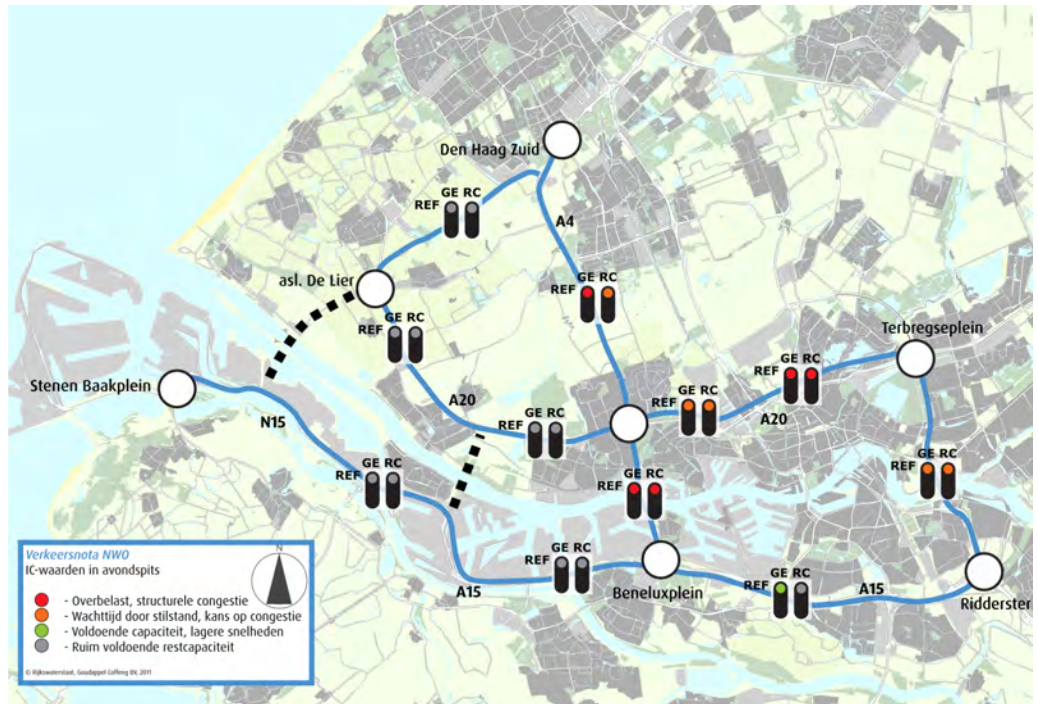 Den Haag Zuid
GE RC
REF
A4
asl. De Lier
GE RC
REF
GE RC
REF
Terbregseplein
GE RC
REF
Stenen Baakplein
N15
A20
GE RC
REF
GE RC
REF
A20
GE RC
REF
GE RC
REF
GE RC
REF
GE RC
REF
A15
Beneluxplein
GE RC
REF
GE RC
REF
A15
Ridderster
Verkeersnota NWO
IC-waarden in avondspits
N
- Overbelast, structurele congestie
- Wachttijd door stilstand, kans op congestie
- Voldoende capaciteit, lagere snelheden
- Ruim voldoende restcapaciteit
© Rijkswaterstaat, Goudappel Coffeng BV, 2011